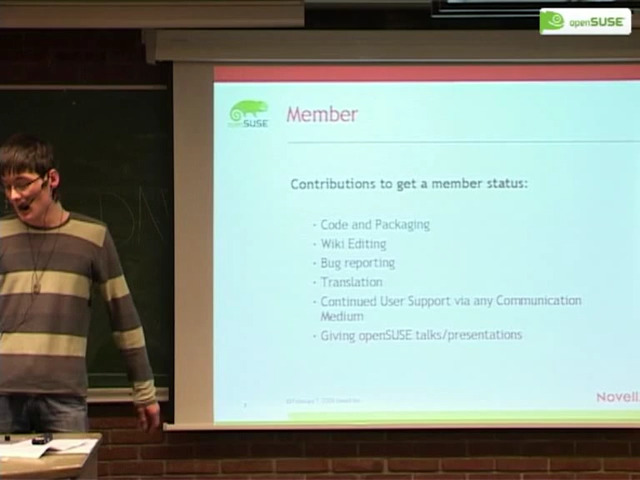 openSUSE
openSUSE
Member
Contributions to get a member status:
- Code and Packaging
- Wiki Editing
- Bug reporting
- Translation
- Continued User Support via any Communication
Medium
- Giving openSUSE talks/presentations
Novell